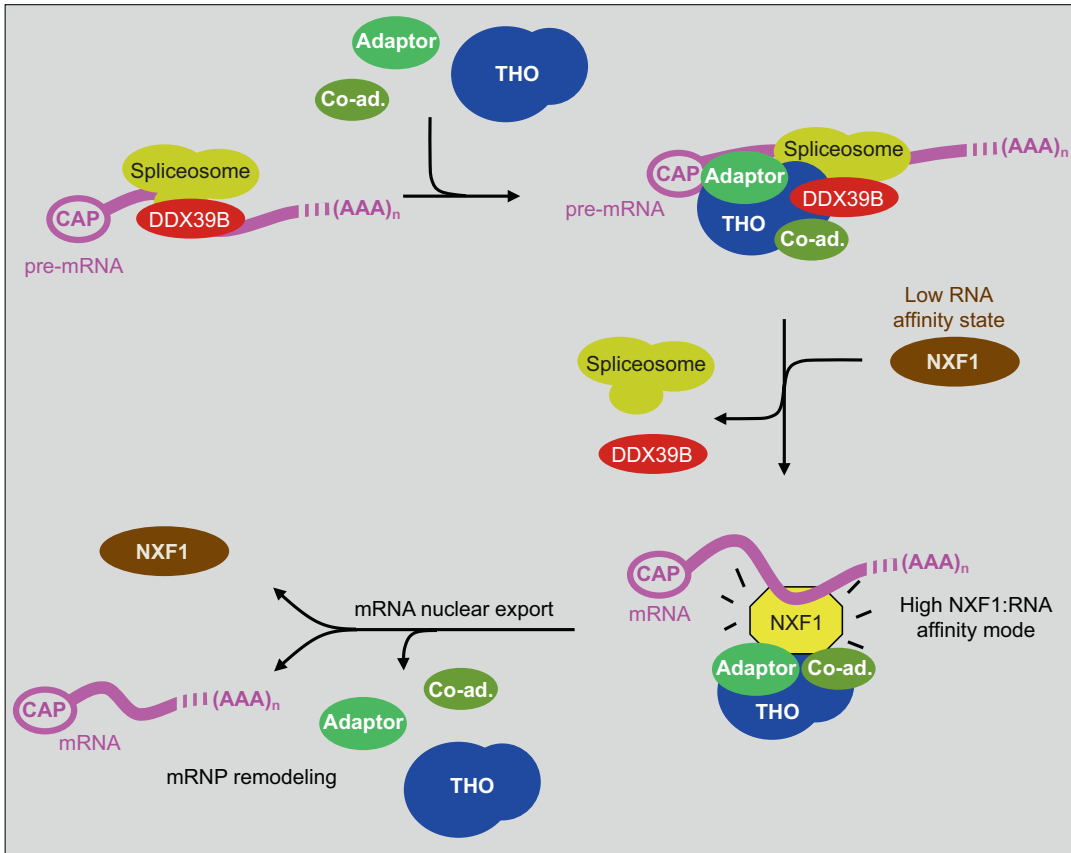 Adaptor
Co-ad.
THO
Spliceosome
DDX39B
CAP
(AAA)n
pre-mRNA
Spliceosome
(AAA)n
CAP
Adaptor
DDX39B
pre-mRNA
THO
Co-ad.
Low RNA
affinity state
NXF1
Spliceosome
DDX39B
NXF1
CAP
(AAA)n
mRNA
NXF1
High NXF1:RNA
affinity mode
Adaptor
Co-ad.
THO
mRNA nuclear export
CAP
(AAA)n
mRNA
Co-ad.
Adaptor
THO
mRNP remodeling